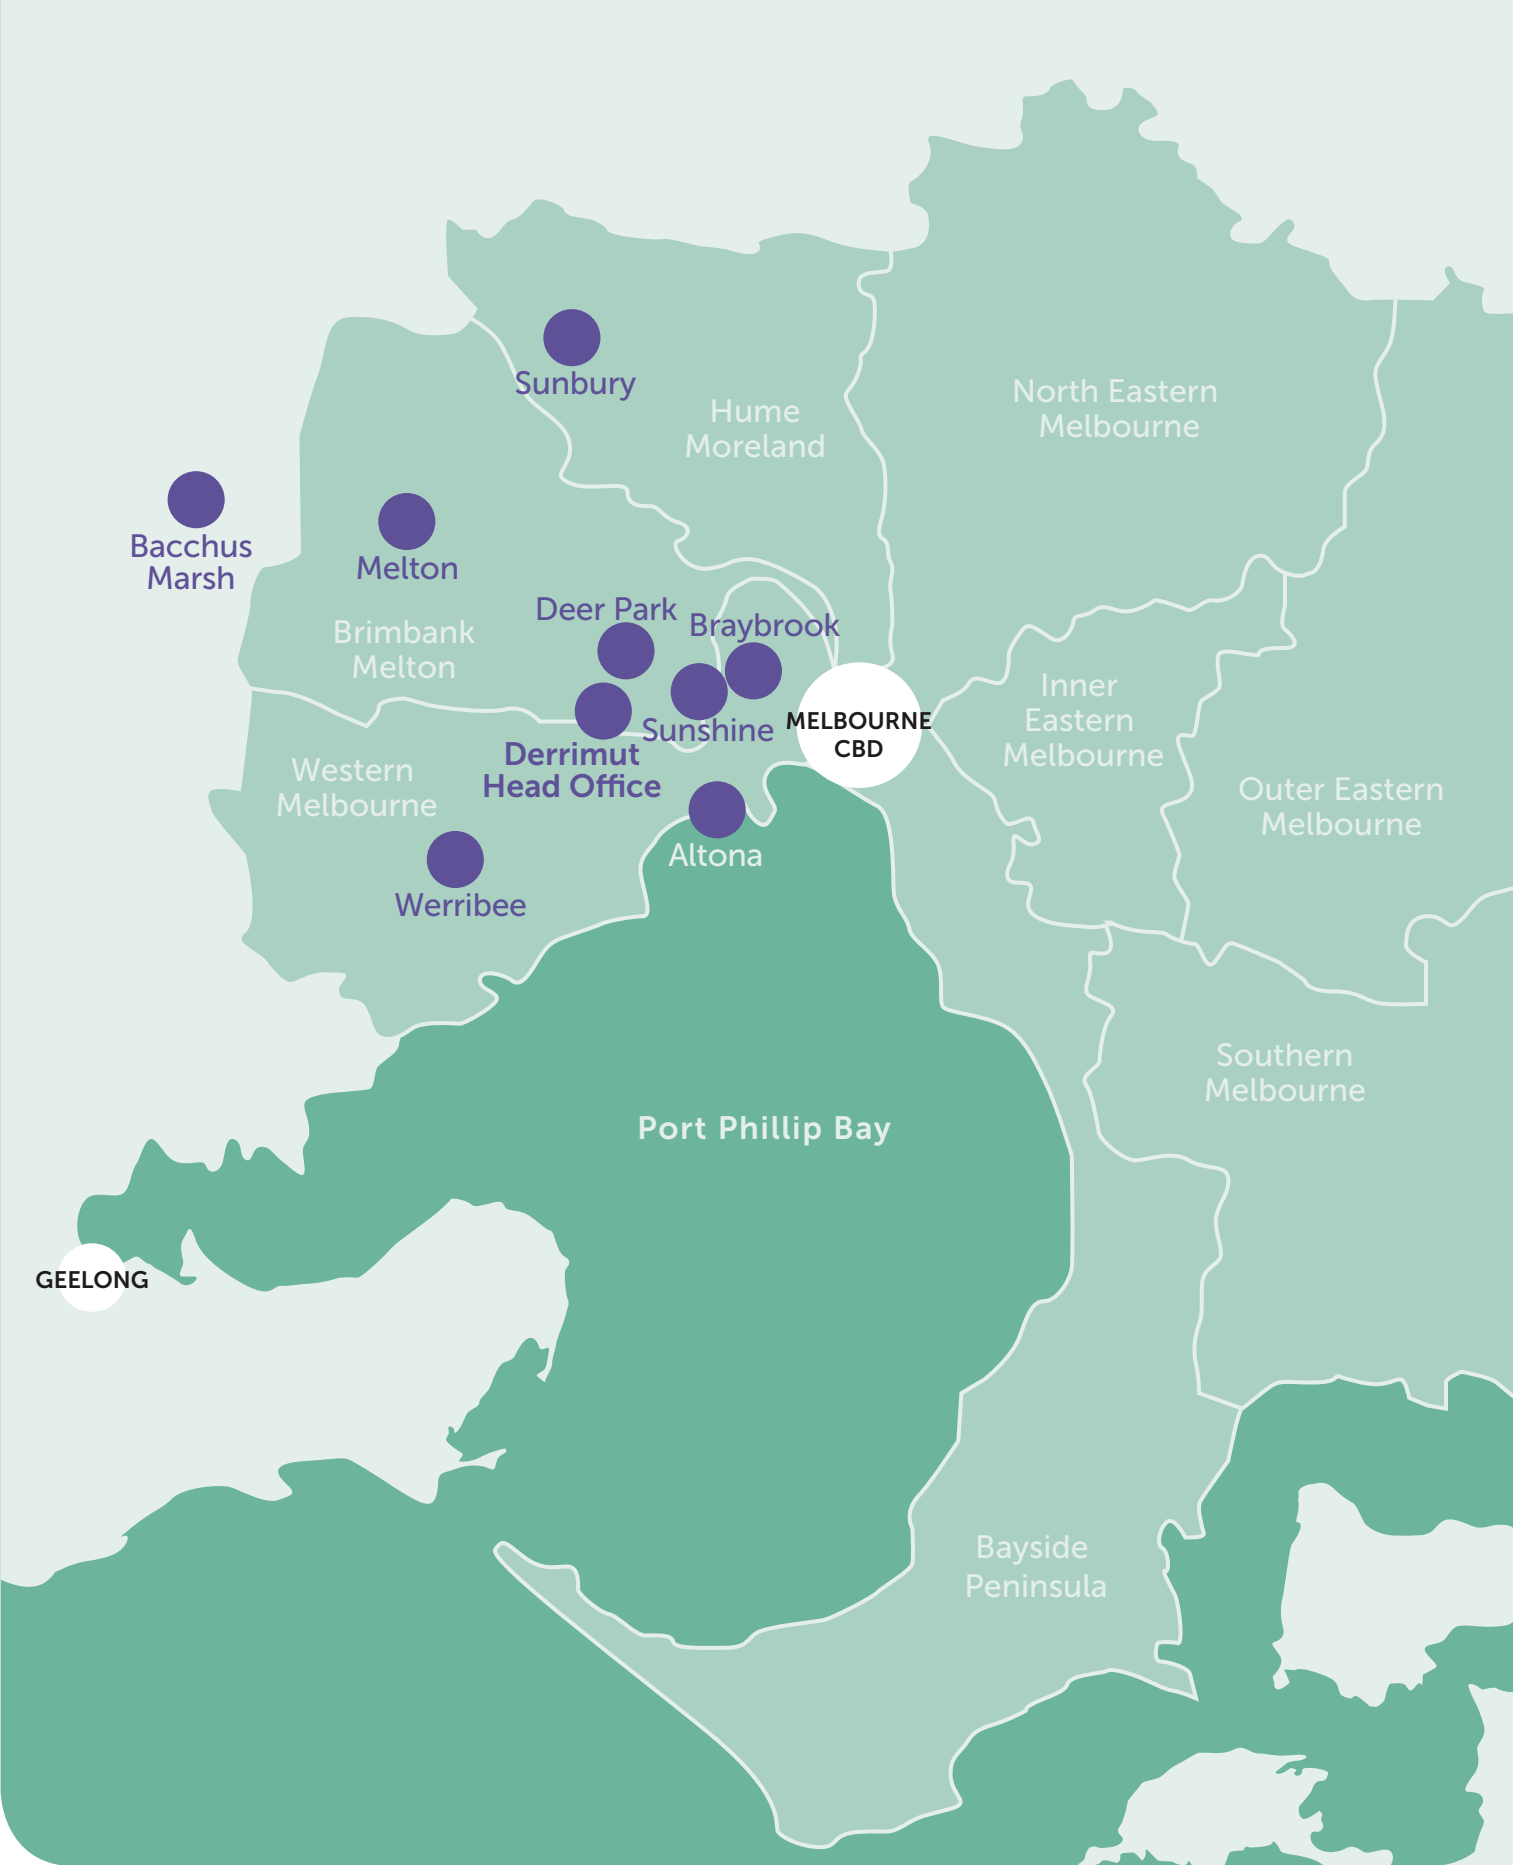 Sunbury
Hume
Moreland
North Eastern
Melbourne
Bacchus
Marsh
Melton
Deer Park
Braybrook
Brimbank
Melton
Sunshine
Derrimut
Head Office
MELBOURNE
CBD
Inner
Eastern
Melbourne
Western
Melbourne
Outer Eastern
Melbourne
Altona
Werribee
Southern
Melbourne
Port Phillip Bay
GEELONG
Bayside
Peninsula